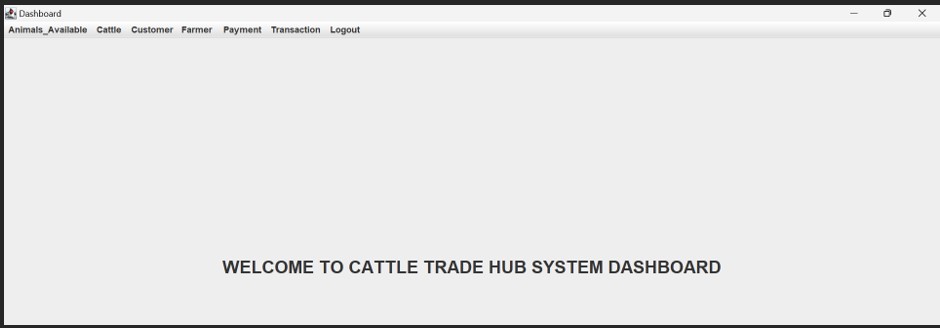 Dashboard
Animals_Available Cattle Customer Farmer Payment Transaction Logout
WELCOME TO CATTLE TRADE HUB SYSTEM DASHBOARD